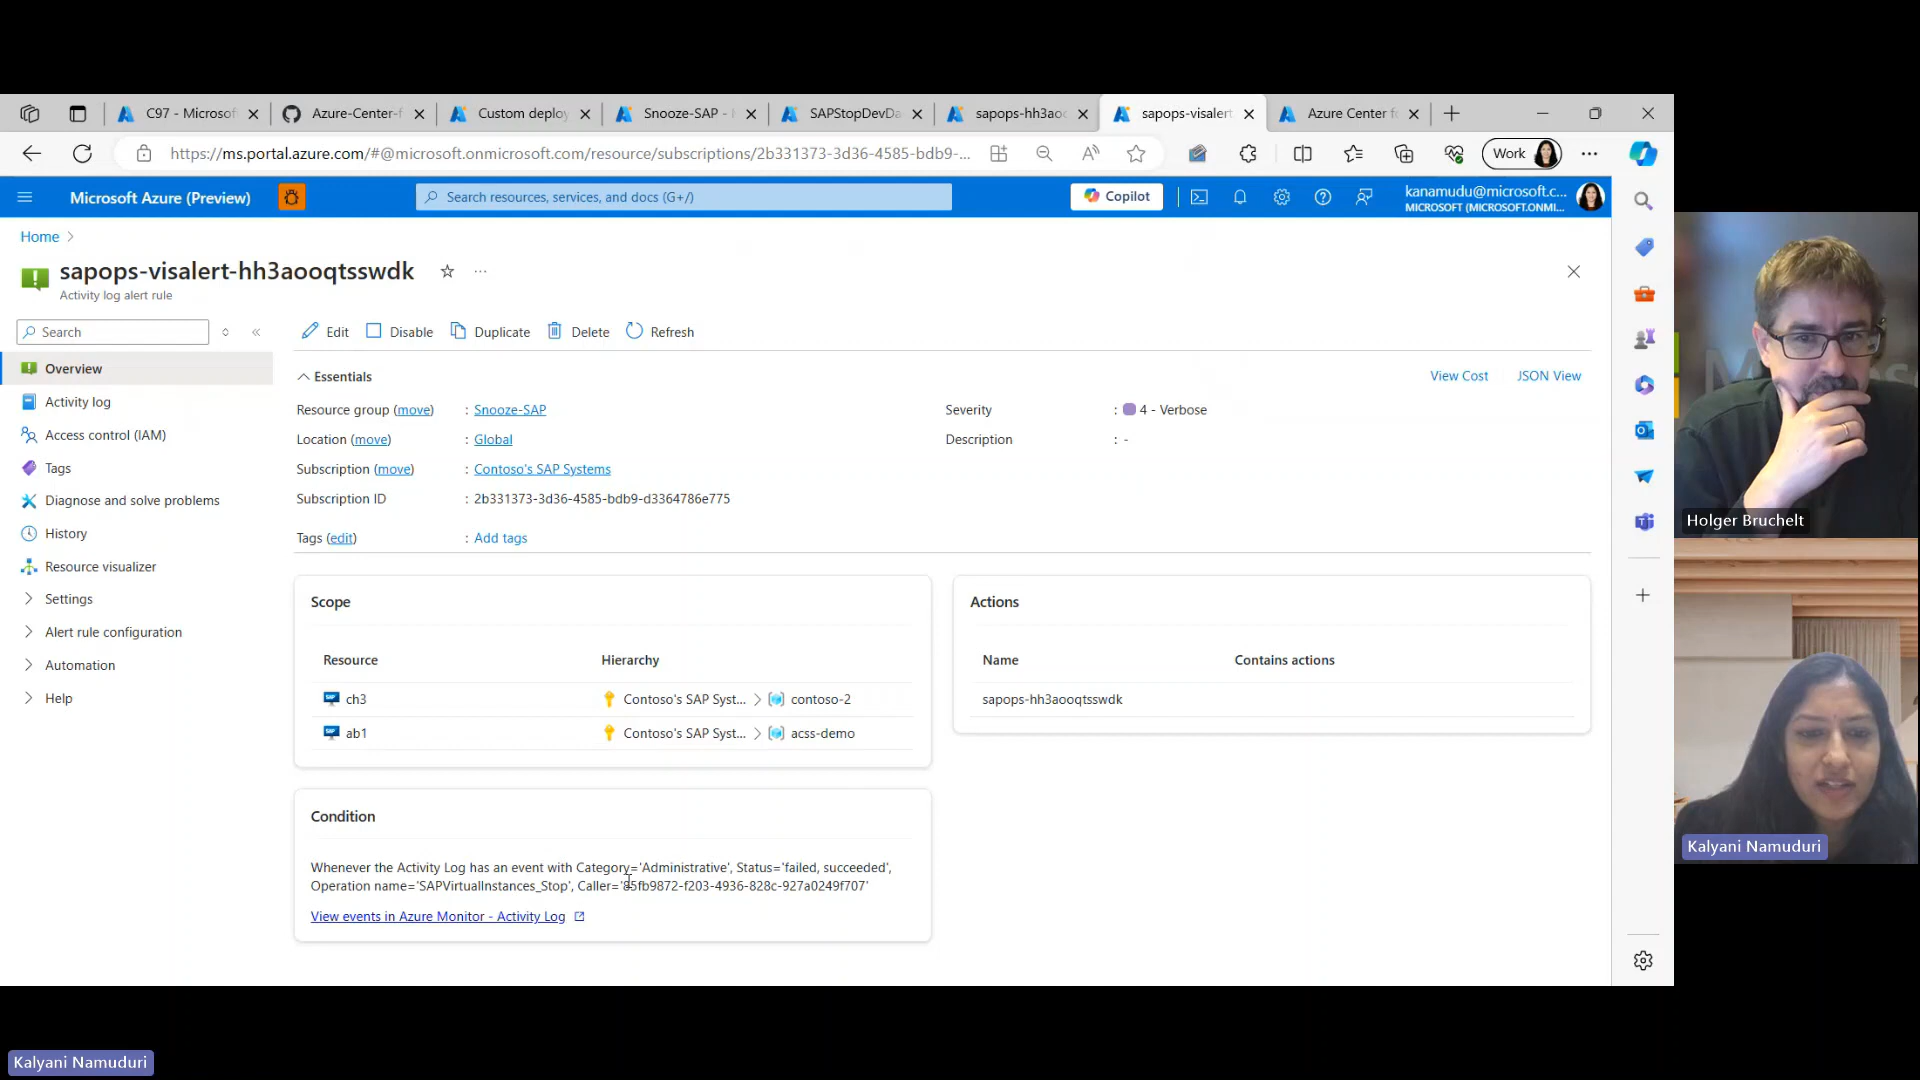 C97 - Microsof
Azure-Center-f
Custom deploy
Snooze-SAP -
SAPStopDevDa
sapops-hh3aoo
sapops-visalert
Azure Center fo
https://ms.portal.azure.com/#@microsoft.onmicrosoft.com/resource/subscriptions/2b331373-3d36-4585-bdb9-...
Work
Microsoft Azure (Preview)
Search resources, services, and docs (G+/)
Copilot
kanamudu@microsoft.c...
MICROSOFT (MICROSOFT.ONMI...
Home
sapops-visalert-hh3aooqtsswdk
Activity log alert rule
Search
Edit
Disable
Duplicate
Delete
Refresh
Overview
Activity log
Access control (IAM)
Tags
Diagnose and solve problems
History
Resource visualizer
Settings
Alert rule configuration
Automation
Help
Essentials
View Cost
JSON View
Resource group (move) : Snooze-SAP
Location (move) : Global
Subscription (move) : Contoso's SAP Systems
Subscription ID : 2b331373-3d36-4585-bdb9-d3364786e775
Tags (edit) : Add tags
Severity : 4 - Verbose
Description : -
Scope
Resource Hierarchy
ch3 Contoso's SAP Syst... > contoso-2
ab1 Contoso's SAP Syst... > acss-demo
Actions
Name Contains actions
sapops-hh3aooqtsswdk
Condition
Whenever the Activity Log has an event with Category='Administrative', Status='failed, succeeded',
Operation name='SAPVirtualInstances_Stop', Caller='85fb9872-f203-4936-828c-927a0249f707'
View events in Azure Monitor - Activity Log
Holger Bruchelt
Kalyani Namuduri
Kalyani Namuduri